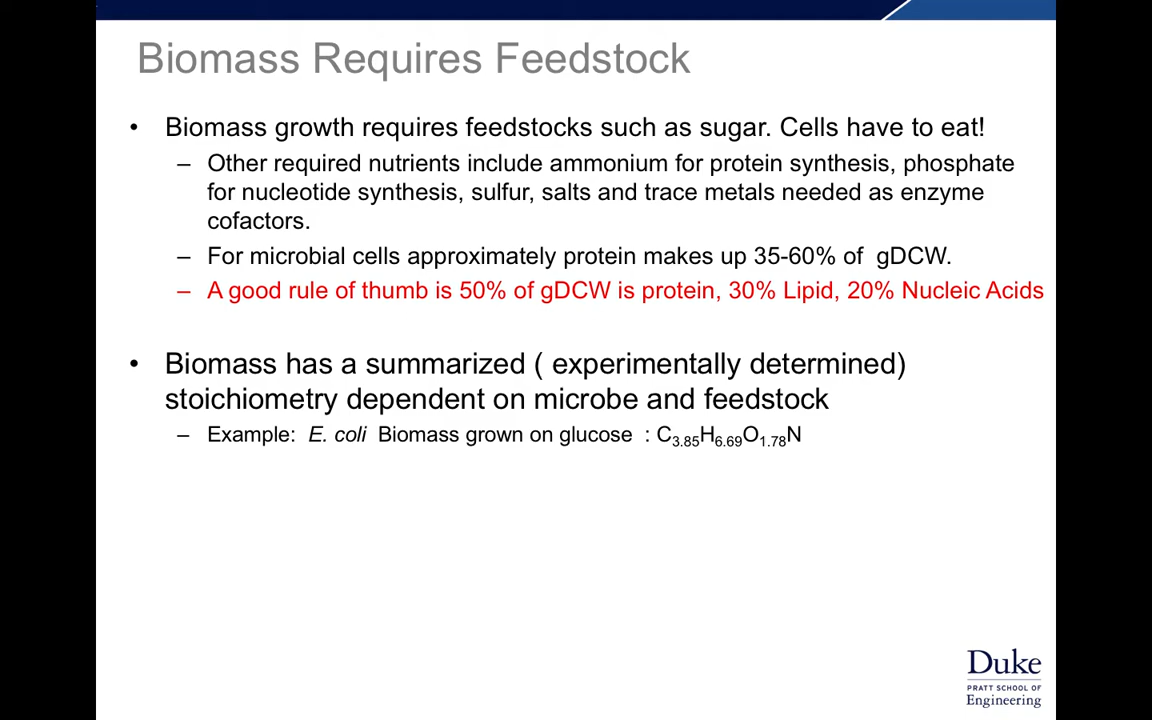 Biomass Requires Feedstock
• Biomass growth requires feedstocks such as sugar. Cells have to eat!
– Other required nutrients include ammonium for protein synthesis, phosphate
for nucleotide synthesis, sulfur, salts and trace metals needed as enzyme
cofactors.
– For microbial cells approximately protein makes up 35-60% of gDCW.
– A good rule of thumb is 50% of gDCW is protein, 30% Lipid, 20% Nucleic Acids
• Biomass has a summarized ( experimentally determined)
stoichiometry dependent on microbe and feedstock
– Example: E. coli Biomass grown on glucose : C₃.₈₅H₆.₆₉O₁.₇₈N
Duke
PRATT SCHOOL OF
Engineering